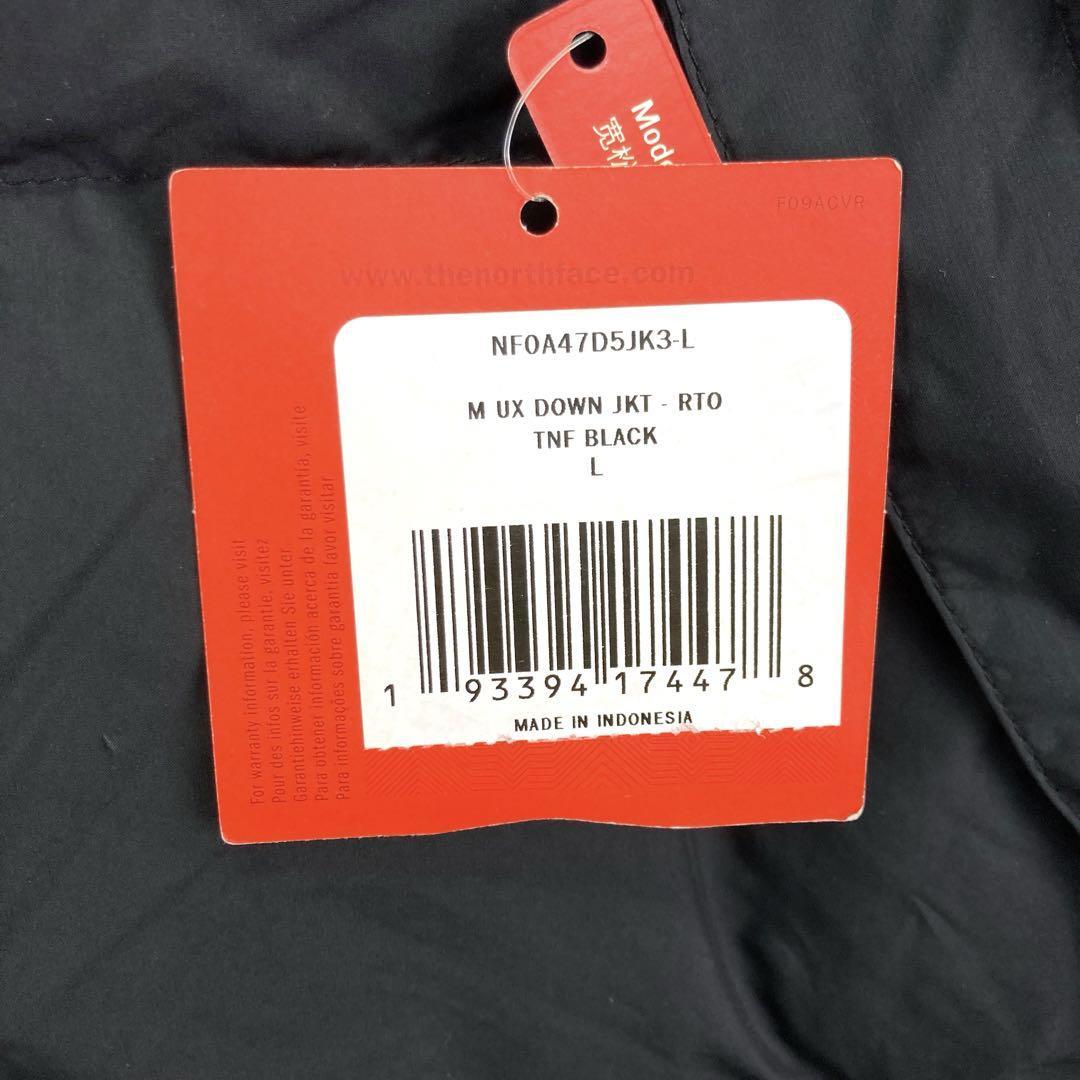 宽
F09ACVR
www.thenorthface.com
NF0A47D5JK3-L
M UX DOWN JKT - RTO
TNF BLACK
L
1 93394 17447 8
MADE IN INDONESIA
For warranty information, please visit
Pour des infos sur la garantie, visitez
Garantiehinweise erhalten Sie unter
Para obtener información acerca de la garantía, visite
Para informações sobre garantia favor visitar